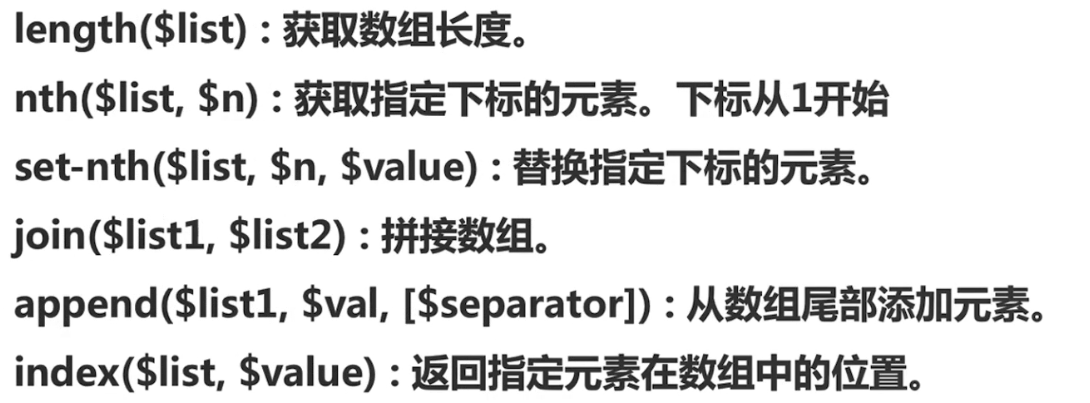 length($list) : 获取数组长度。
nth($list, $n) : 获取指定下标的元素。下标从1开始
set-nth($list, $n, $value) : 替换指定下标的元素。
join($list1, $list2) : 拼接数组。
append($list1, $val, [$separator]) : 从数组尾部添加元素。
index($list, $value) : 返回指定元素在数组中的位置。